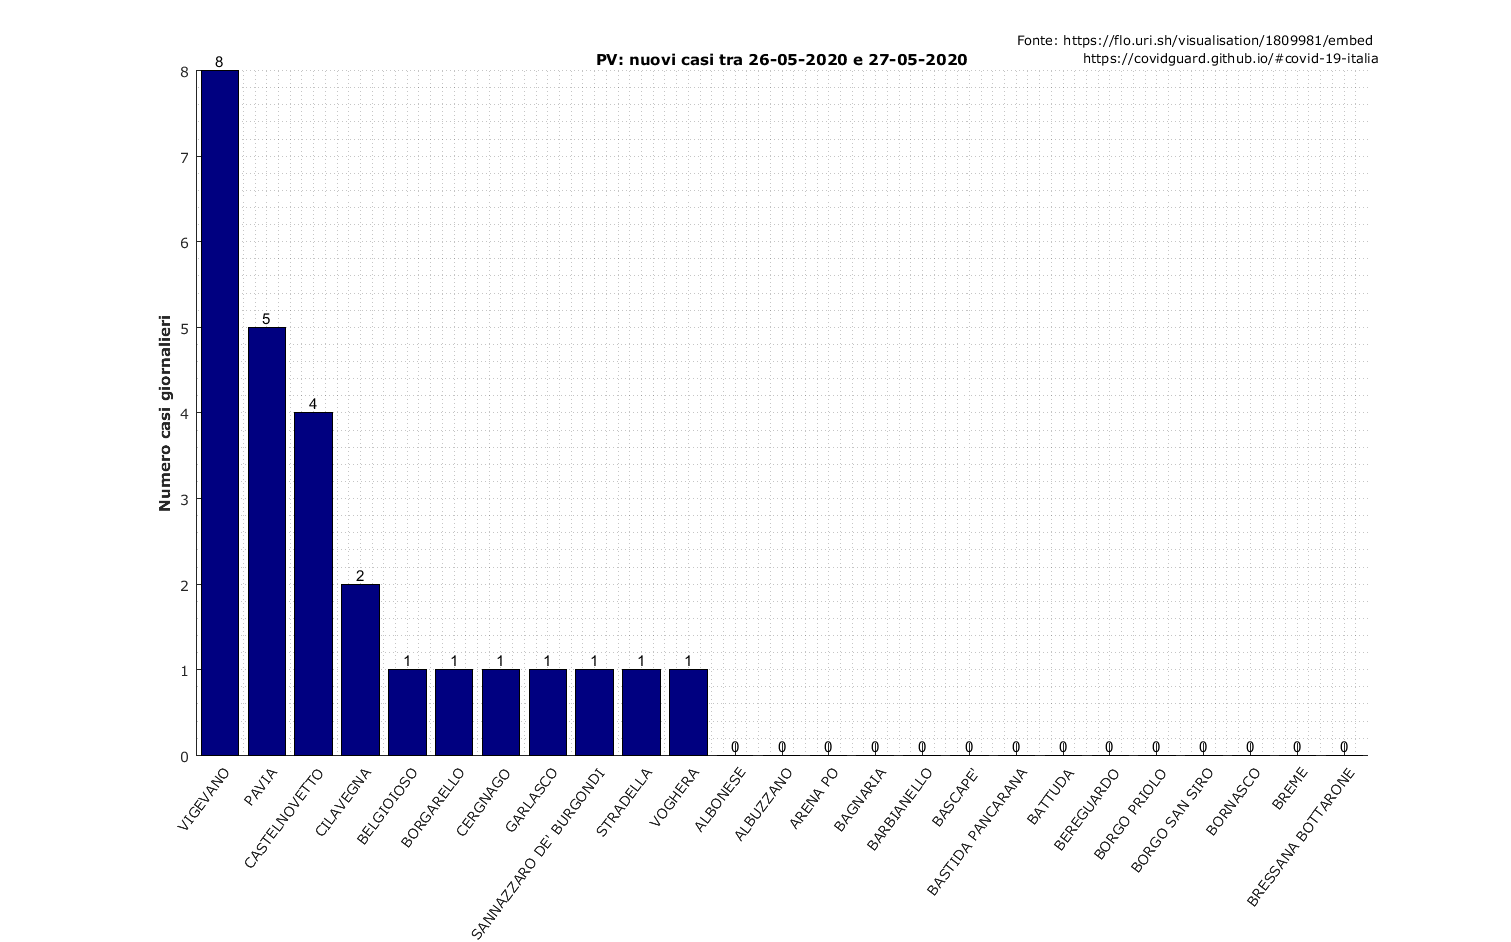 Fonte: https://flo.uri.sh/visualisation/1809981/embed
https://covidguard.github.io/#covid-19-italia
PV: nuovi casi tra 26-05-2020 e 27-05-2020
Numero casi giornalieri
8
7
6
5
4
3
2
1
0
8
5
4
2
1
1
1
1
1
1
1
0
0
0
0
0
0
0
0
0
0
0
0
0
0
VIGEVANO
PAVIA
CASTELNOVETTO
CILAVEGNA
BELGIOIOSO
BORGARELLO
CERGNAGO
GARLASCO
SANNAZZARO DE' BURGONDI
STRADELLA
VOGHERA
ALBONESE
ALBUZZANO
ARENA PO
BAGNARIA
BARBIANELLO
BASCAPE'
BASTIDA PANCARANA
BATTUDA
BEREGUARDO
BORGO PRIOLO
BORGO SAN SIRO
BORNASCO
BREME
BRESSANA BOTTARONE